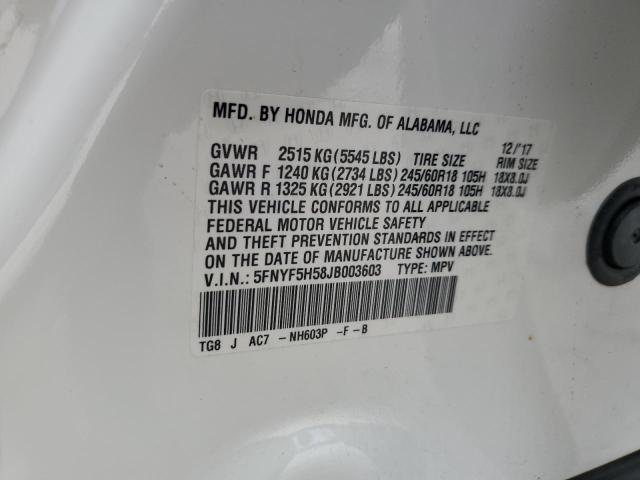 MFD. BY HONDA MFG. OF ALABAMA, LLC
12/'17
GVWR 2515 KG (5545 LBS) TIRE SIZE RIM SIZE
GAWR F 1240 KG (2734 LBS) 245/60R18 105H 18X8.0J
GAWR R 1325 KG (2921 LBS) 245/60R18 105H 18X8.0J
THIS VEHICLE CONFORMS TO ALL APPLICABLE
FEDERAL MOTOR VEHICLE SAFETY
AND THEFT PREVENTION STANDARDS IN EFFECT
ON THE DATE OF MANUFACTURE SHOWN ABOVE.
V.I.N.: 5FNYF5H58JB003603 TYPE: MPV
TG8 J AC7 -NH603P -F-B